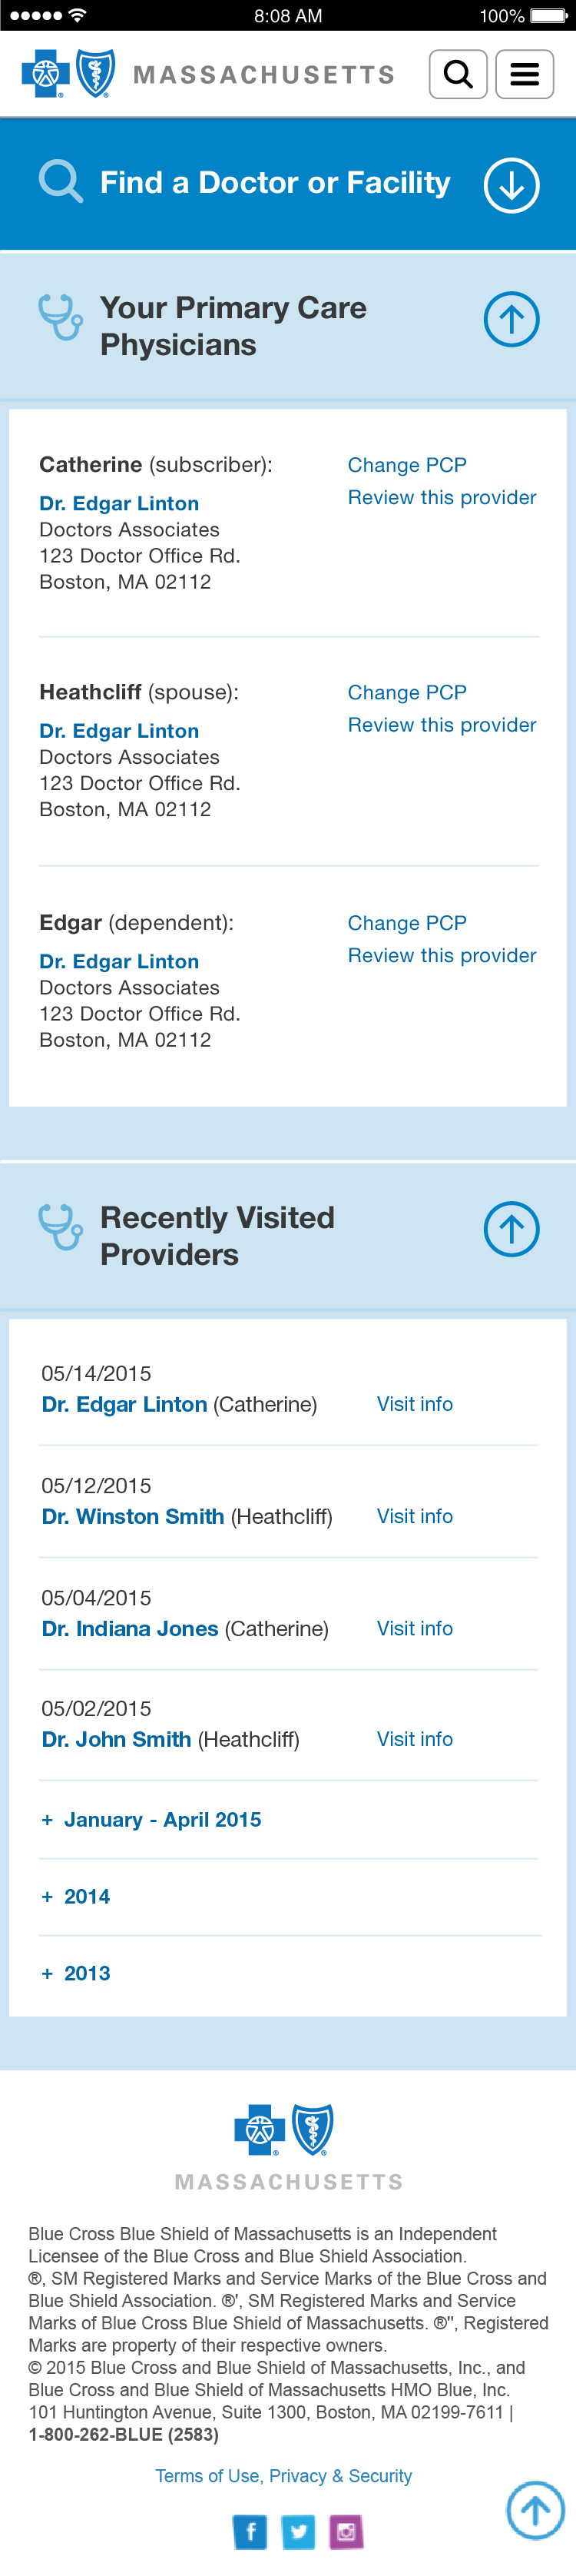 8:08 AM 100%
MASSACHUSETTS
Find a Doctor or Facility
Your Primary Care
Physicians
Catherine (subscriber): Change PCP
Dr. Edgar Linton Review this provider
Doctors Associates
123 Doctor Office Rd.
Boston, MA 02112
Heathcliff (spouse): Change PCP
Dr. Edgar Linton Review this provider
Doctors Associates
123 Doctor Office Rd.
Boston, MA 02112
Edgar (dependent): Change PCP
Dr. Edgar Linton Review this provider
Doctors Associates
123 Doctor Office Rd.
Boston, MA 02112
Recently Visited
Providers
05/14/2015
Dr. Edgar Linton (Catherine) Visit info
05/12/2015
Dr. Winston Smith (Heathcliff) Visit info
05/04/2015
Dr. Indiana Jones (Catherine) Visit info
05/02/2015
Dr. John Smith (Heathcliff) Visit info
+ January - April 2015
+ 2014
+ 2013
MASSACHUSETTS
Blue Cross Blue Shield of Massachusetts is an Independent
Licensee of the Blue Cross and Blue Shield Association.
®, SM Registered Marks and Service Marks of the Blue Cross and
Blue Shield Association. ®', SM Registered Marks and Service
Marks of Blue Cross Blue Shield of Massachusetts. ®", Registered
Marks are property of their respective owners.
© 2015 Blue Cross and Blue Shield of Massachusetts, Inc., and
Blue Cross and Blue Shield of Massachusetts HMO Blue, Inc.
101 Huntington Avenue, Suite 1300, Boston, MA 02199-7611 |
1-800-262-BLUE (2583)
Terms of Use, Privacy & Security